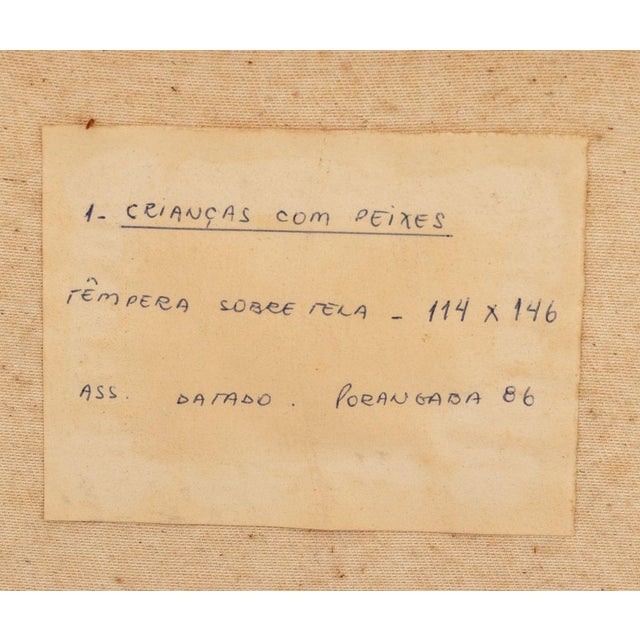 1- CRIANÇAS COM PEIXES
TÊMPERA SOBRE TELA - 114 X 146
ASS. DATADO. PORANGABA 86